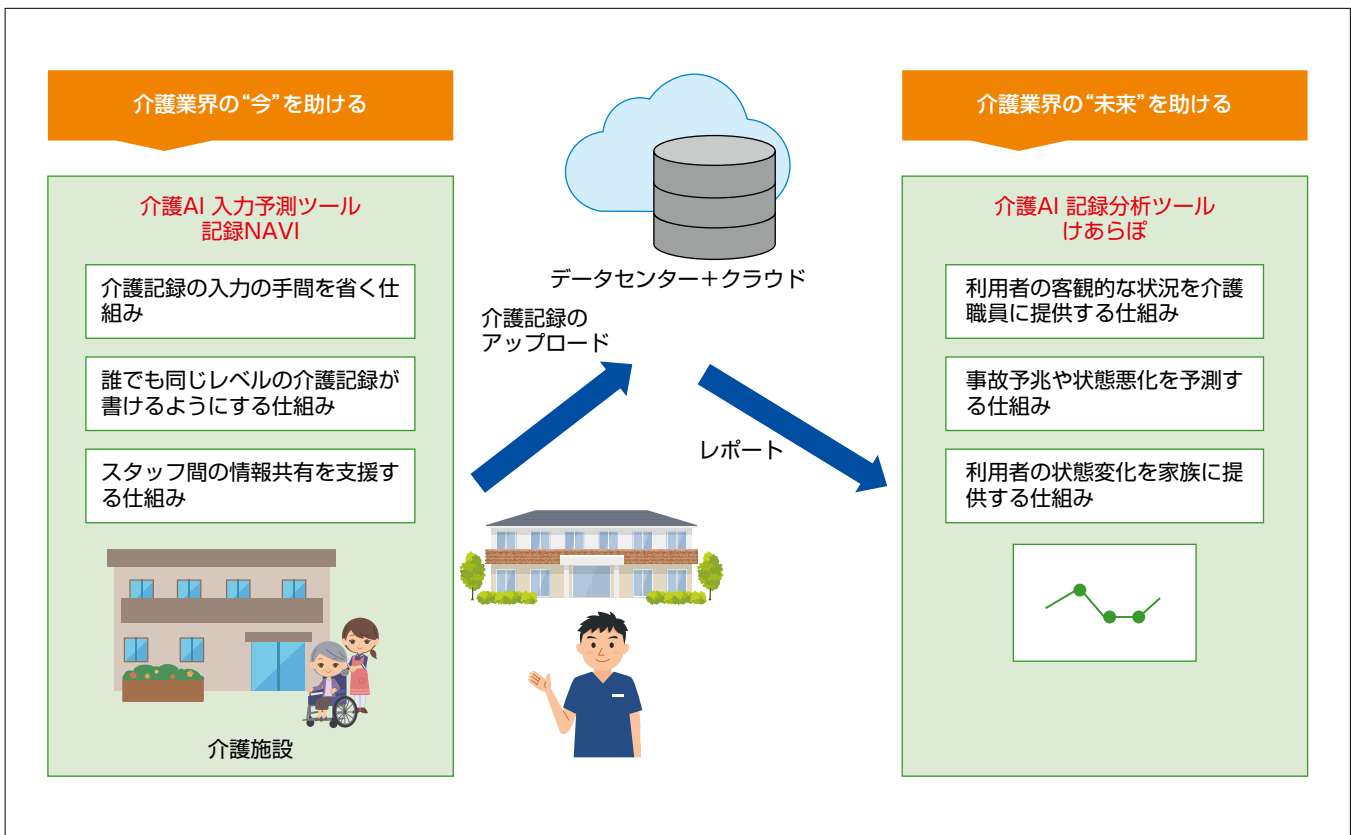 介護業界の“今”を助ける
介護AI 入力予測ツール
記録NAVI
介護記録の入力の手間を省く仕
組み
誰でも同じレベルの介護記録が
書けるようにする仕組み
スタッフ間の情報共有を支援す
る仕組み
介護施設
データセンター＋クラウド
介護記録の
アップロード
レポート
介護業界の“未来”を助ける
介護AI 記録分析ツール
けあらぽ
利用者の客観的な状況を介護
職員に提供する仕組み
事故予兆や状態悪化を予測す
る仕組み
利用者の状態変化を家族に提
供する仕組み